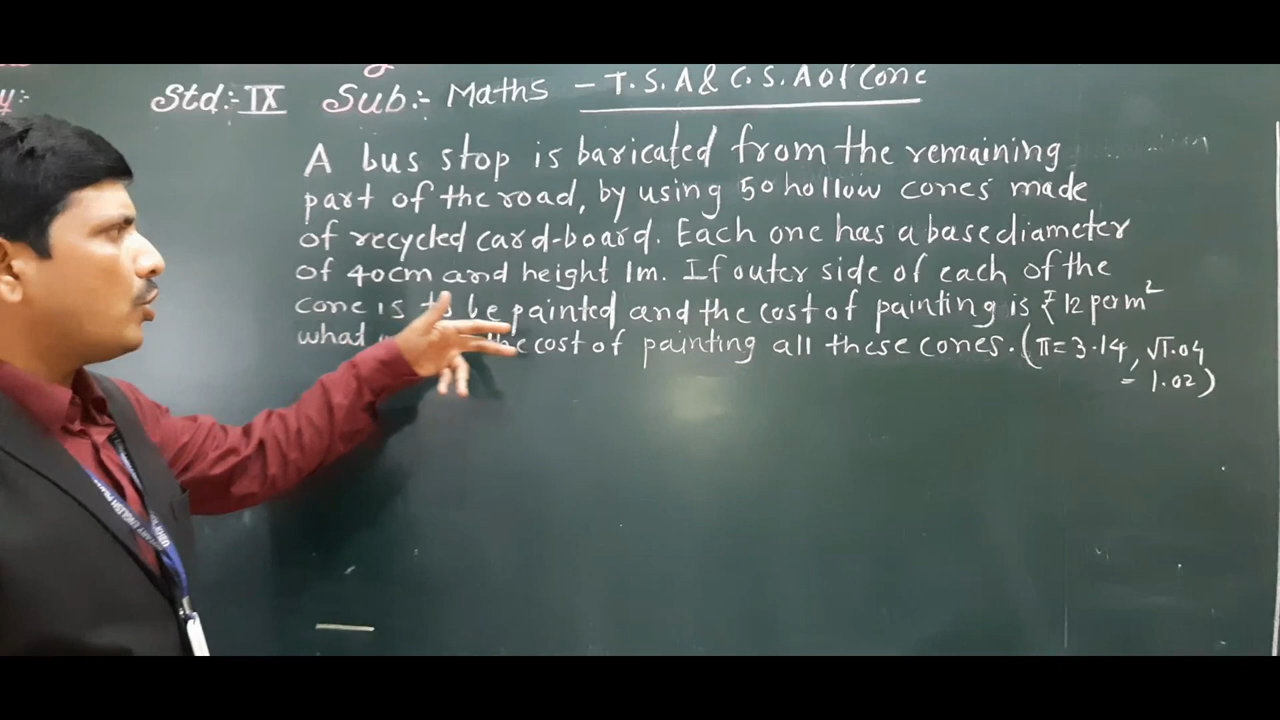 y:-
Std:- IX Sub:- Maths - T.S.A & C.S.A of Cone
A bus stop is baricated from the remaining
part of the road, by using 50 hollow cones made
of recycled card-board. Each one has a base diameter
of 40cm and height 1m. If outer side of each of the
cone is to be painted and the cost of painting is ₹12 per m²
what the cost of painting all these cones. (π = 3.14, √1.04
= 1.02)